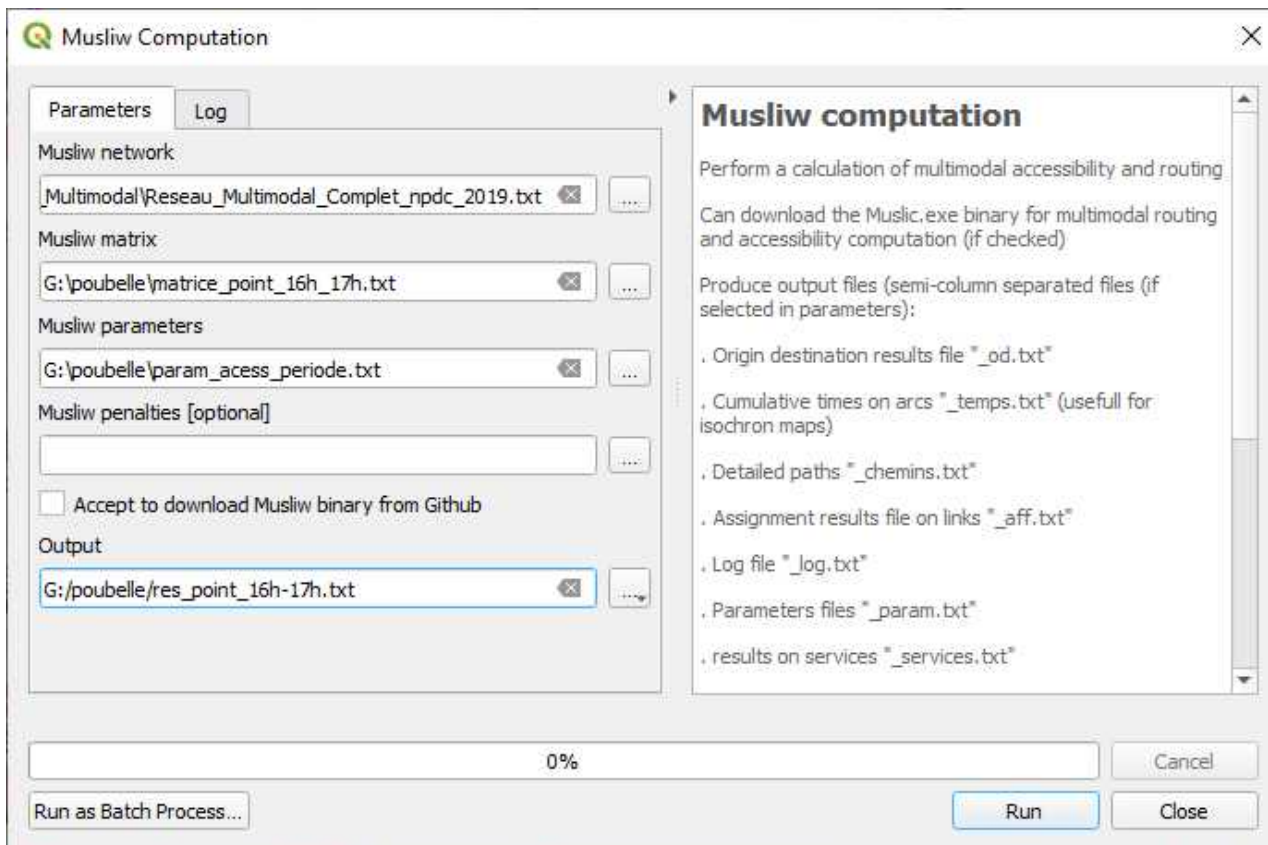 Musliw Computation
Parameters
Log
Musliw network
_Multimodal\Reseau_Multimodal_Complet_npdc_2019.txt
...
Musliw matrix
G:\poubelle\matrice_point_16h_17h.txt
...
Musliw parameters
G:\poubelle\param_acess_periode.txt
...
Musliw penalties [optional]
...
Accept to download Musliw binary from Github
Output
G:/poubelle/res_point_16h-17h.txt
...
Musliw computation
Perform a calculation of multimodal accessibility and routing
Can download the Muslic.exe binary for multimodal routing
and accessibility computation (if checked)
Produce output files (semi-column separated files (if
selected in parameters):
. Origin destination results file "_od.txt"
. Cumulative times on arcs "_temps.txt" (usefull for
isochron maps)
. Detailed paths "_chemins.txt"
. Assignment results file on links "_aff.txt"
. Log file "_log.txt"
. Parameters files "_param.txt"
. results on services "_services.txt"
0%
Cancel
Run as Batch Process...
Run
Close